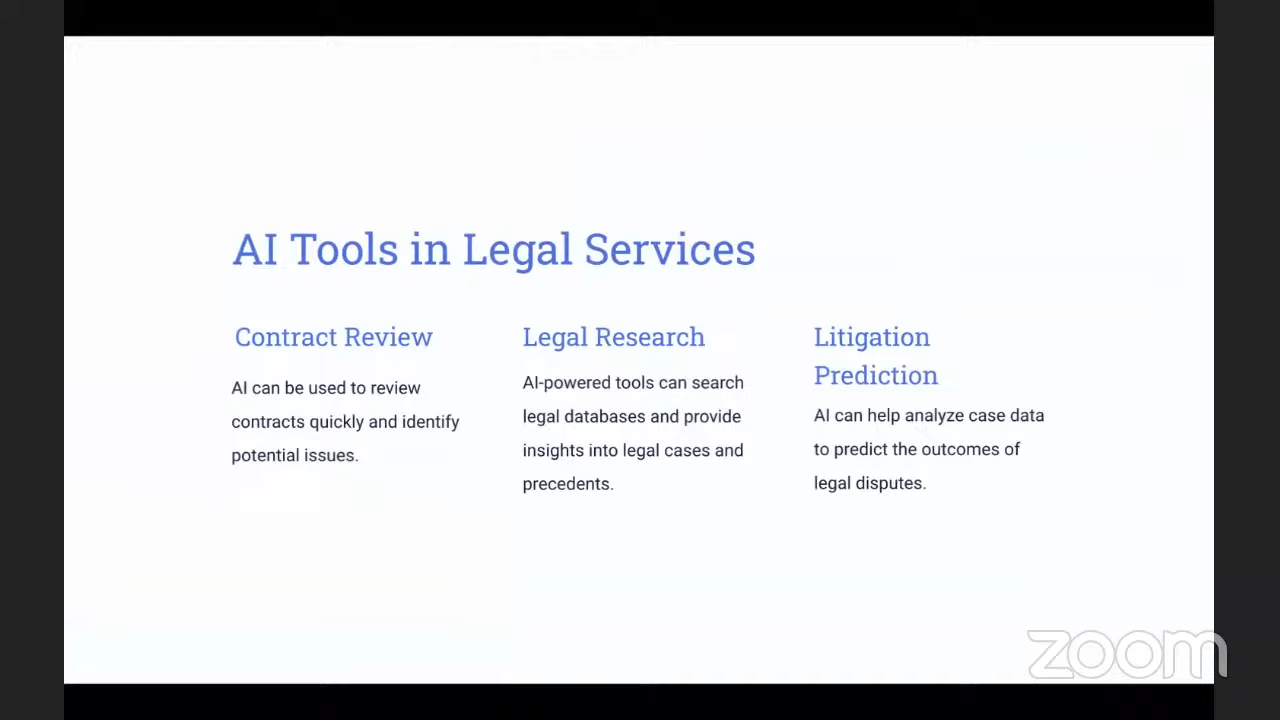 AI Tools in Legal Services
Contract Review
AI can be used to review
contracts quickly and identify
potential issues.
Legal Research
AI-powered tools can search
legal databases and provide
insights into legal cases and
precedents.
Litigation
Prediction
AI can help analyze case data
to predict the outcomes of
legal disputes.
zoom